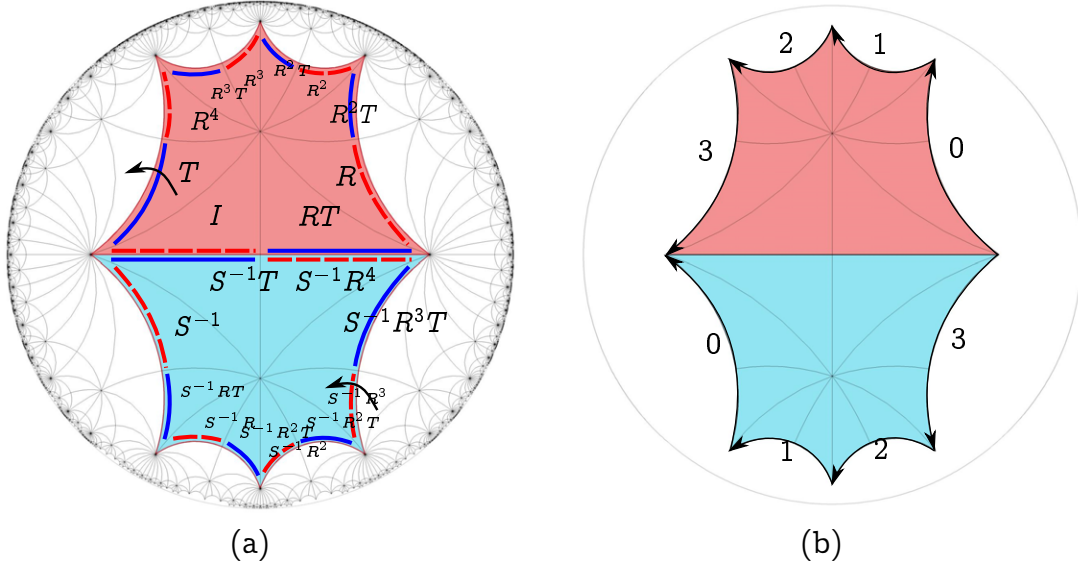 R³ R²T
R³T R²
R⁴ R²T
T R
I RT
S⁻¹T S⁻¹R⁴
S⁻¹ S⁻¹R³T
S⁻¹RT S⁻¹R³
S⁻¹R S⁻¹R²T S⁻¹R²T
S⁻¹R²
(a)
2 1
3 0
0 3
1 2
(b)